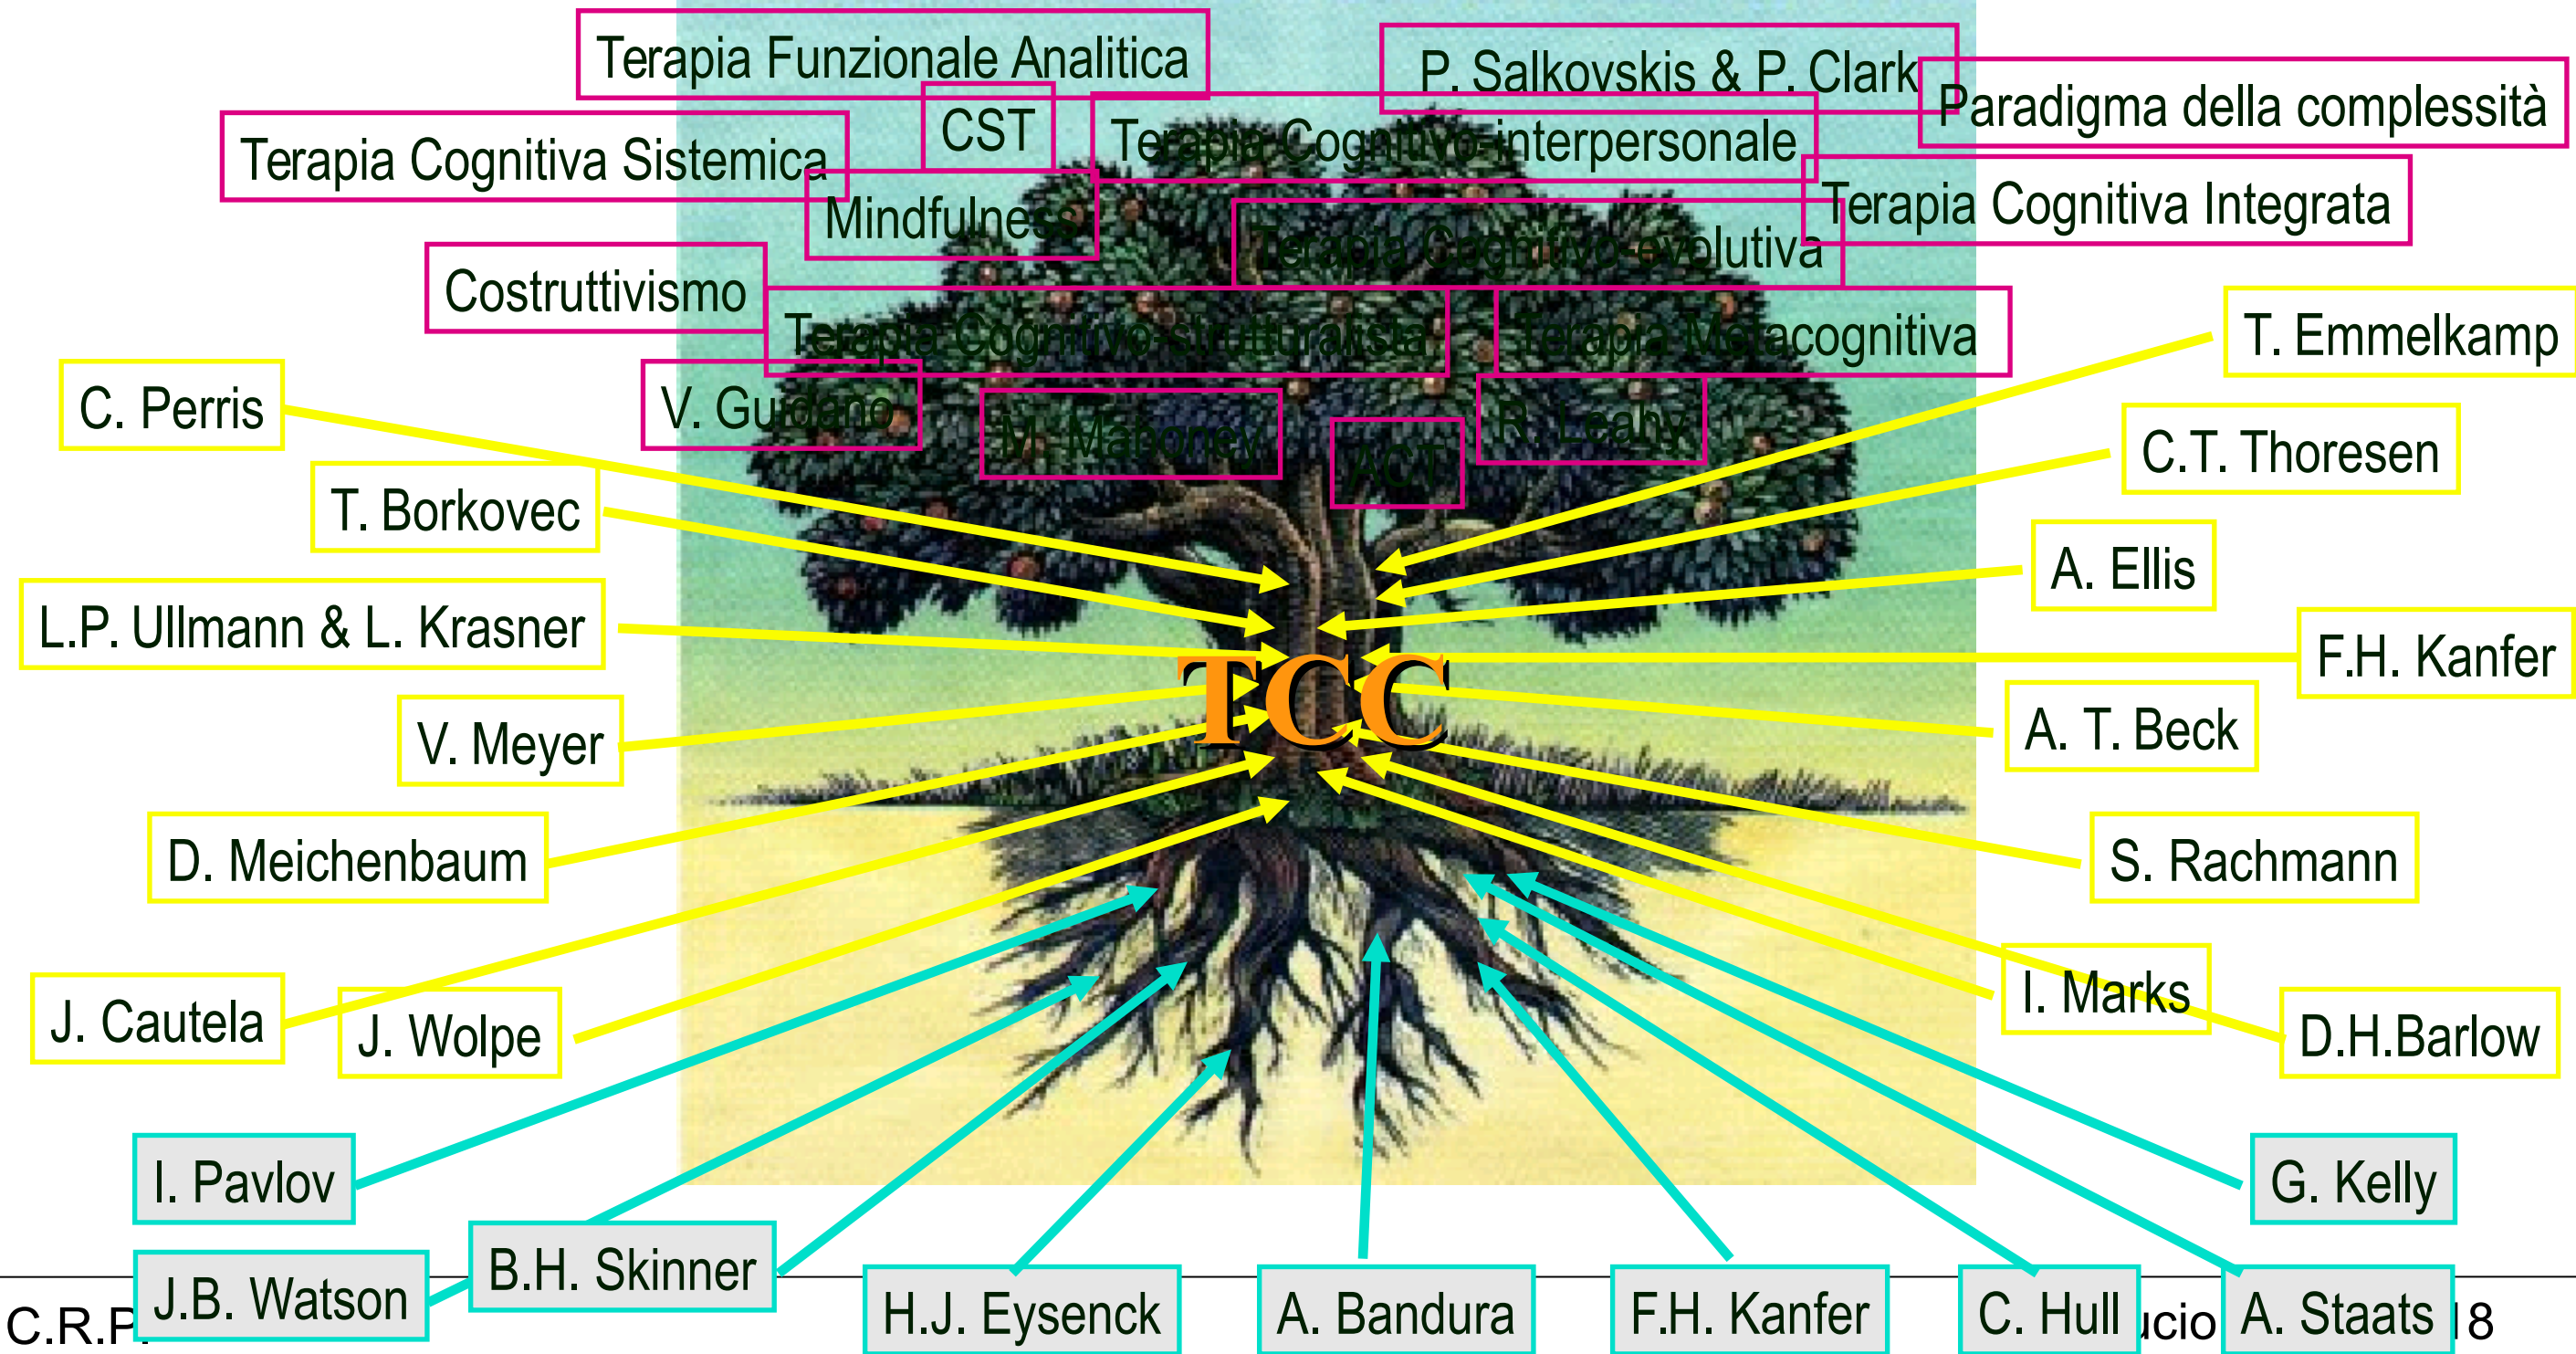 Terapia Funzionale Analitica
P. Salkovskis & P. Clark
Paradigma della complessità
CST
Terapia Cognitivo-interpersonale
Terapia Cognitiva Sistemica
Terapia Cognitiva Integrata
Mindfulness
Terapia Cognitivo-evolutiva
Costruttivismo
Terapia Cognitivo-strutturalista
Terapia Metacognitiva
T. Emmelkamp
C. Perris
V. Guidano
M. Mahoney
R. Leahy
ACT
C.T. Thoresen
T. Borkovec
A. Ellis
L.P. Ullmann & L. Krasner
F.H. Kanfer
TCC
V. Meyer
A. T. Beck
D. Meichenbaum
S. Rachmann
I. Marks
J. Cautela
J. Wolpe
D.H.Barlow
I. Pavlov
G. Kelly
B.H. Skinner
J.B. Watson
H.J. Eysenck
A. Bandura
F.H. Kanfer
C. Hull
A. Staats
C.R.P.